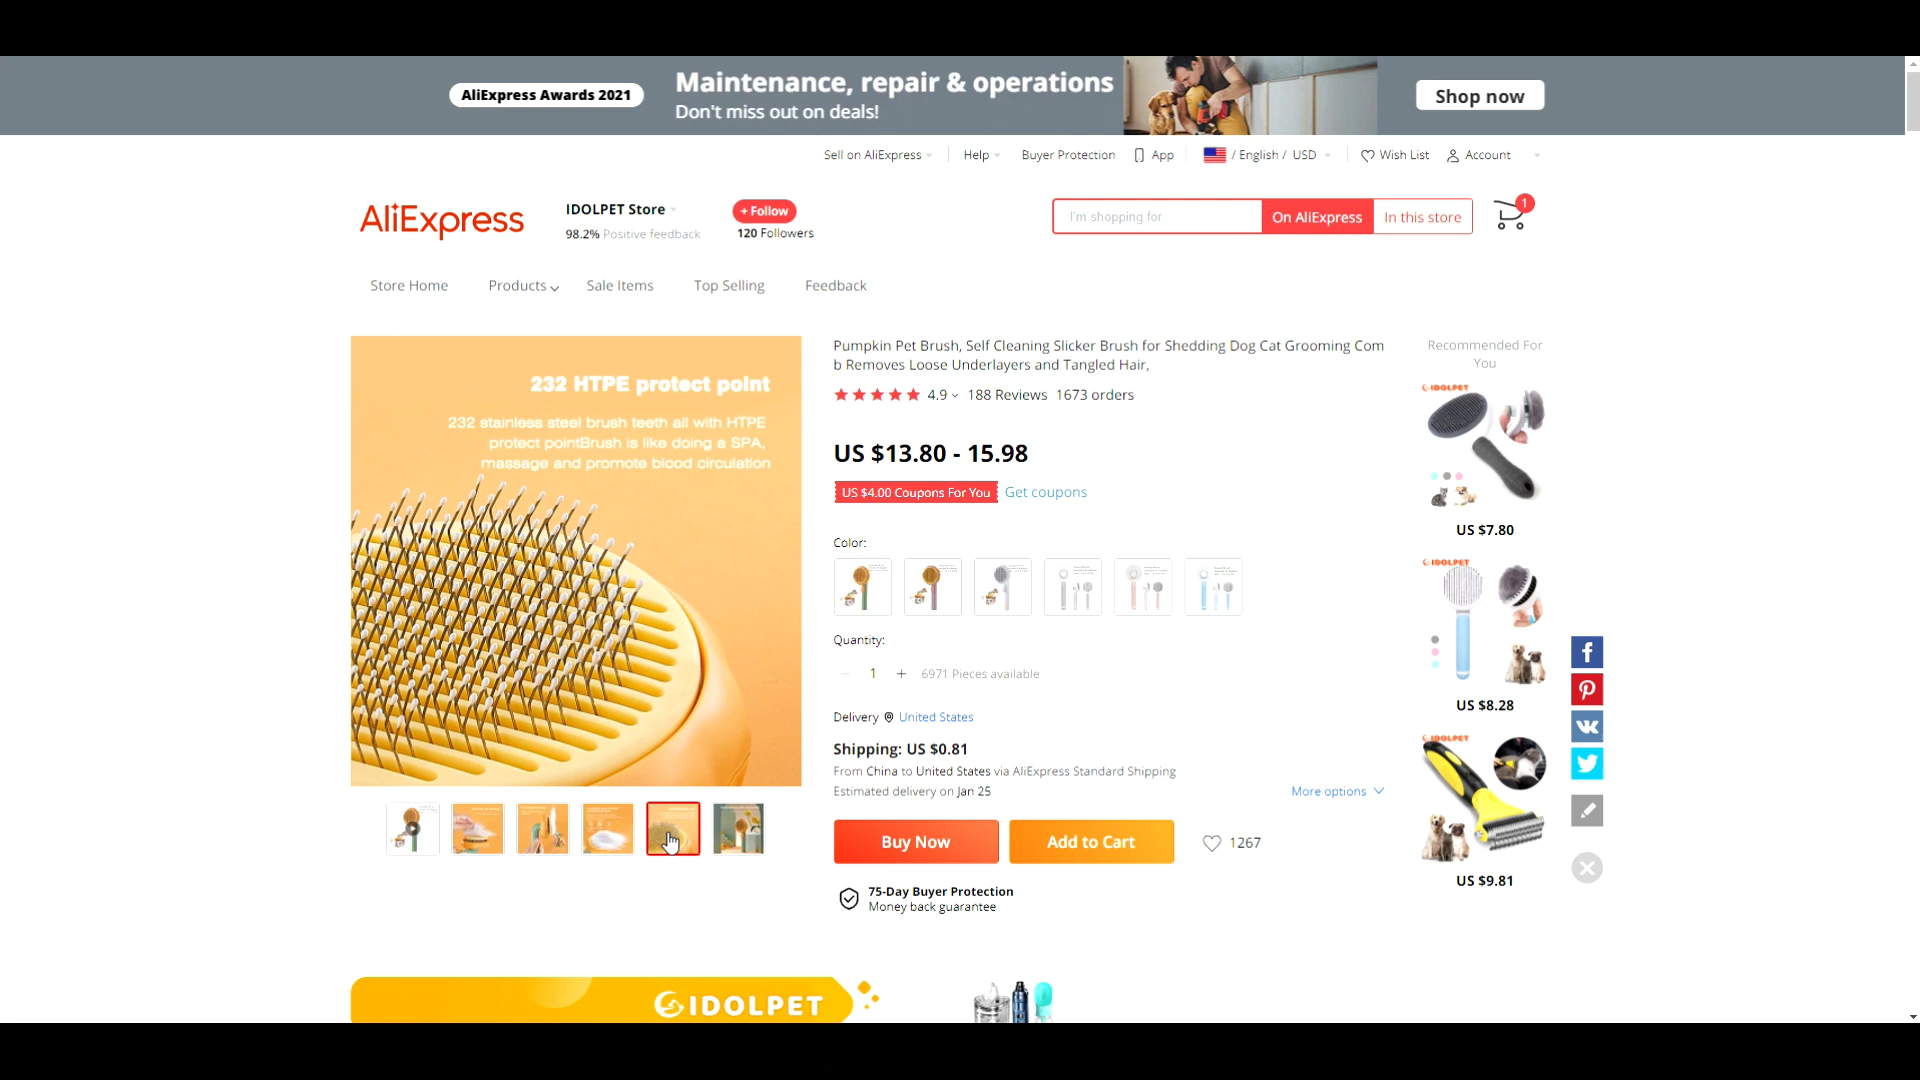 AliExpress Awards 2021
Maintenance, repair & operations
Don't miss out on deals!
Shop now
Sell on AliExpress
Help
Buyer Protection
App
/ English / USD
Wish List
Account
AliExpress
IDOLPET Store
98.2% Positive feedback
+ Follow
120 Followers
I'm shopping for
On AliExpress
In this store
1
Store Home
Products
Sale Items
Top Selling
Feedback
232 HTPE protect point
232 stainless steel brush teeth all with HTPE
protect pointBrush is like doing a SPA,
massage and promote blood circulation
Pumpkin Pet Brush, Self Cleaning Slicker Brush for Shedding Dog Cat Grooming Com
b Removes Loose Underlayers and Tangled Hair,
4.9
188 Reviews
1673 orders
US $13.80 - 15.98
US $4.00 Coupons For You
Get coupons
Color:
Quantity:
1
+
6971 Pieces available
Delivery
United States
Shipping: US $0.81
From China to United States via AliExpress Standard Shipping
Estimated delivery on Jan 25
More options
Buy Now
Add to Cart
1267
75-Day Buyer Protection
Money back guarantee
Recommended For
You
IDOLPET
US $7.80
IDOLPET
US $8.28
IDOLPET
US $9.81
IDOLPET